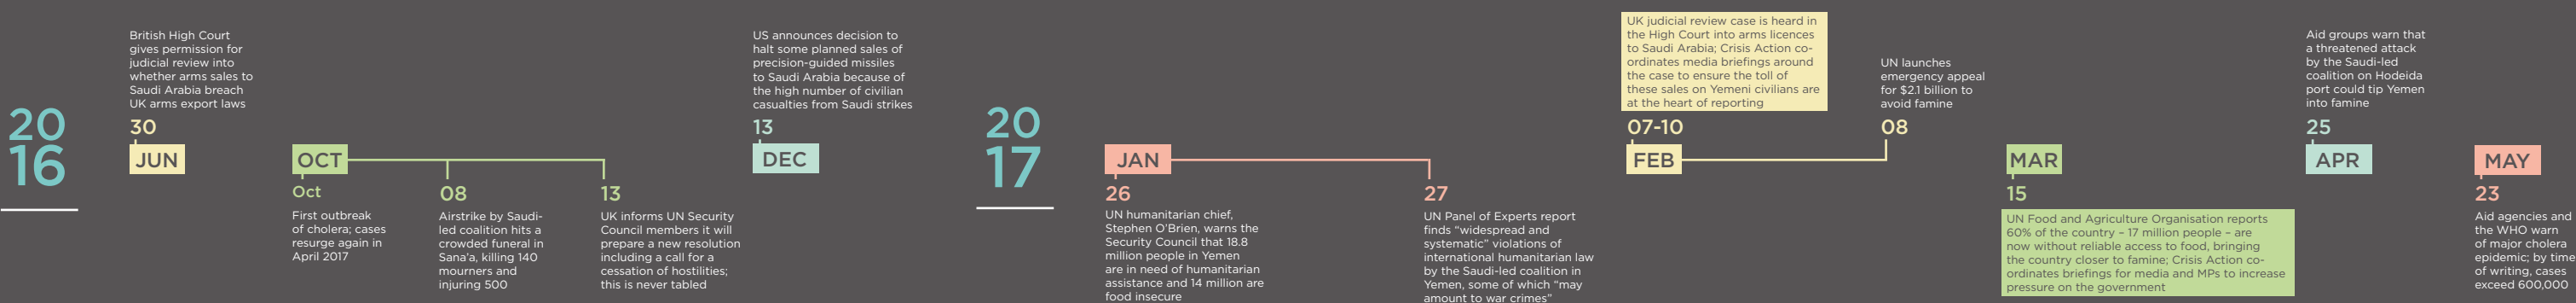 20
16
British High Court
gives permission for
judicial review into
whether arms sales to
Saudi Arabia breach
UK arms export laws
30
JUN
OCT
Oct
First outbreak
of cholera; cases
resurge again in
April 2017
08
Airstrike by Saudi-
led coalition hits a
crowded funeral in
Sana’a, killing 140
mourners and
injuring 500
13
UK informs UN Security
Council members it will
prepare a new resolution
including a call for a
cessation of hostilities;
this is never tabled
US announces decision to
halt some planned sales of
precision-guided missiles
to Saudi Arabia because of
the high number of civilian
casualties from Saudi strikes
13
DEC
20
17
JAN
26
UN humanitarian chief,
Stephen O’Brien, warns the
Security Council that 18.8
million people in Yemen
are in need of humanitarian
assistance and 14 million are
food insecure
27
UN Panel of Experts report
finds “widespread and
systematic” violations of
international humanitarian law
by the Saudi-led coalition in
Yemen, some of which “may
amount to war crimes”
UK judicial review case is heard in
the High Court into arms licences
to Saudi Arabia; Crisis Action co-
ordinates media briefings around
the case to ensure the toll of
these sales on Yemeni civilians are
at the heart of reporting
07-10
FEB
UN launches
emergency appeal
for $2.1 billion to
avoid famine
08
MAR
15
UN Food and Agriculture Organisation reports
60% of the country – 17 million people – are
now without reliable access to food, bringing
the country closer to famine; Crisis Action co-
ordinates briefings for media and MPs to increase
pressure on the government
Aid groups warn that
a threatened attack
by the Saudi-led
coalition on Hodeida
port could tip Yemen
into famine
25
APR
MAY
23
Aid agencies and
the WHO warn
of major cholera
epidemic; by time
of writing, cases
exceed 600,000